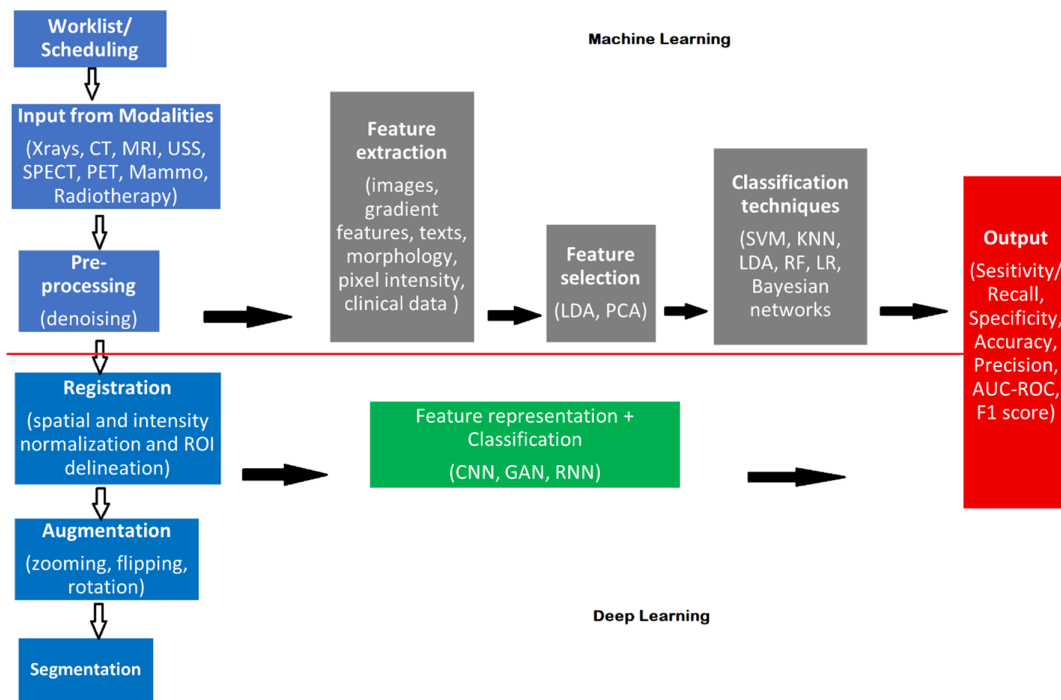 Worklist/
Scheduling
Machine Learning
Input from Modalities
(Xrays, CT, MRI, USS,
SPECT, PET, Mammo,
Radiotherapy)
Pre-
processing
(denoising)
Feature
extraction
(images,
gradient
features, texts,
morphology,
pixel intensity,
clinical data )
Feature
selection
(LDA, PCA)
Classification
techniques
(SVM, KNN,
LDA, RF, LR,
Bayesian
networks
Output
(Sesitivity/
Recall,
Specificity,
Accuracy,
Precision,
AUC-ROC,
F1 score)
Registration
(spatial and intensity
normalization and ROI
delineation)
Feature representation +
Classification
(CNN, GAN, RNN)
Augmentation
(zooming, flipping,
rotation)
Deep Learning
Segmentation